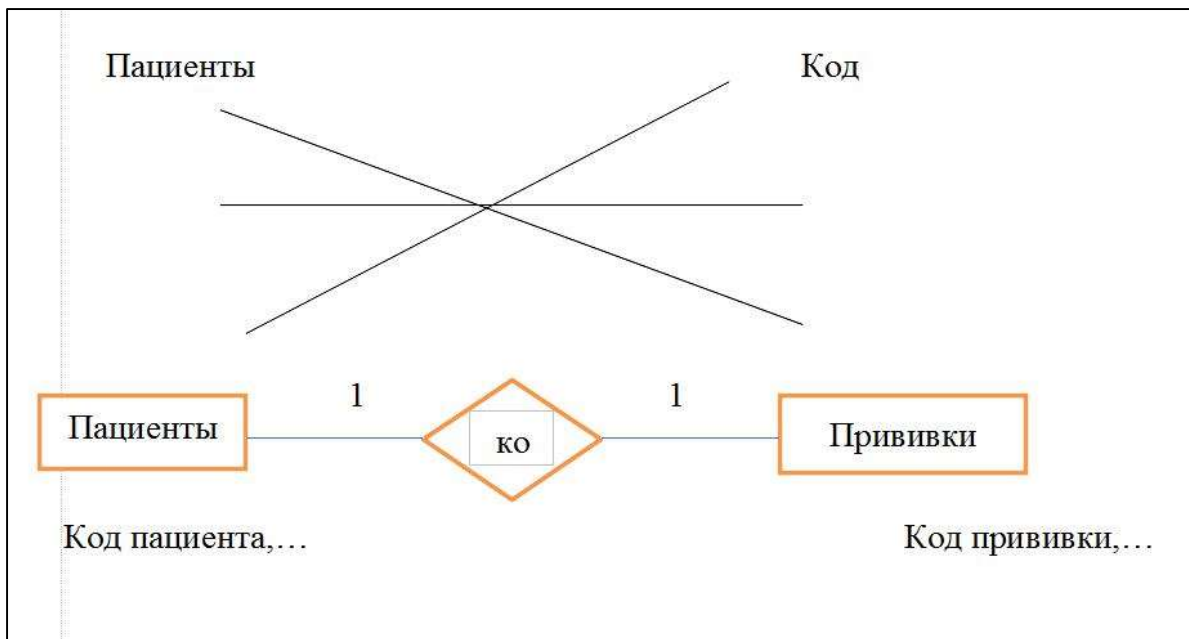 Пациенты
Код
1
1
Пациенты
ко
Прививки
Код пациента,…
Код прививки,…